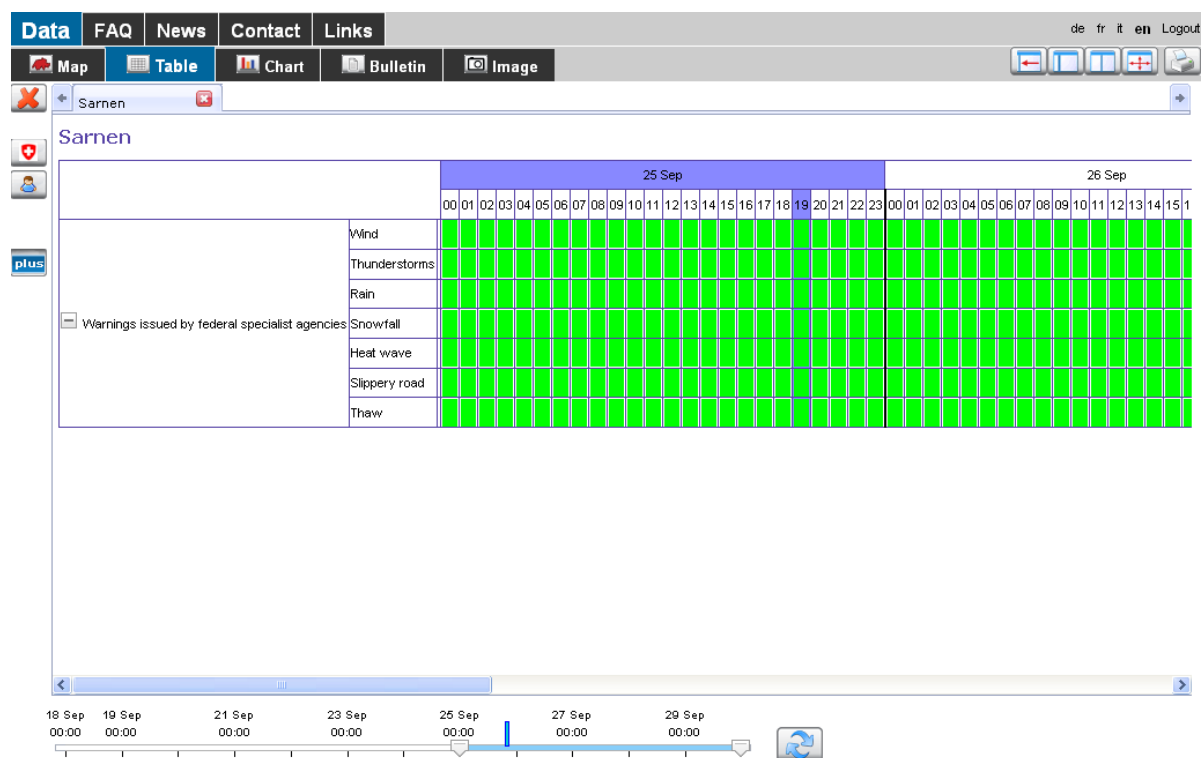 Data FAQ News Contact Links de fr it en Logout
Map Table Chart Bulletin Image
Sarnen
Sarnen
25 Sep 26 Sep
00 01 02 03 04 05 06 07 08 09 10 11 12 13 14 15 16 17 18 19 20 21 22 23 00 01 02 03 04 05 06 07 08 09 10 11 12 13 14 15 1
Wind
plus Thunderstorms
Rain
Warnings issued by federal specialist agencies Snowfall
Heat wave
Slippery road
Thaw
18 Sep 19 Sep 21 Sep 23 Sep 25 Sep 27 Sep 29 Sep
00:00 00:00 00:00 00:00 00:00 00:00 00:00